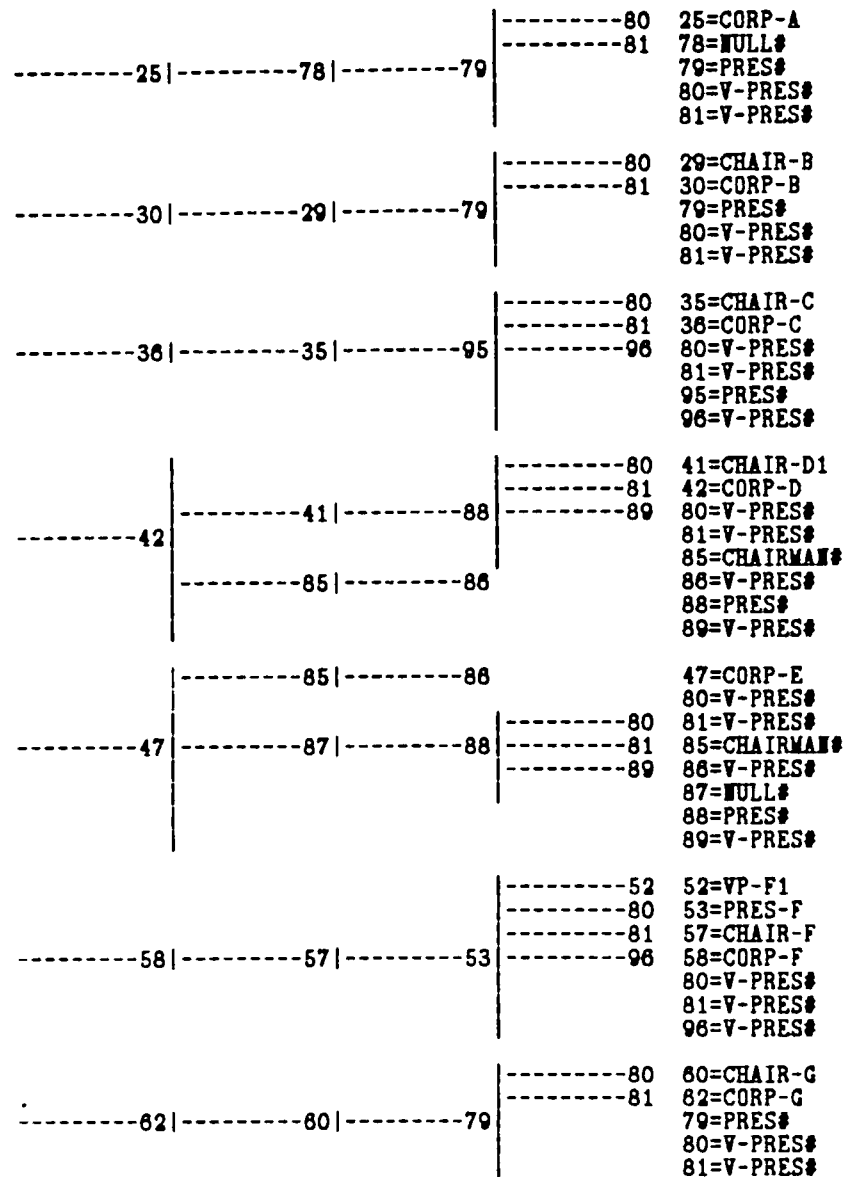 |---------80 25=CORP-A
|---------81 78=NULL#
---------25|---------78|---------79| 79=PRES#
80=V-PRES#
81=V-PRES#
|---------80 29=CHAIR-B
|---------81 30=CORP-B
---------30|---------29|---------79| 79=PRES#
80=V-PRES#
81=V-PRES#
|---------80 35=CHAIR-C
|---------81 36=CORP-C
---------36|---------35|---------95|---------96 80=V-PRES#
81=V-PRES#
95=PRES#
96=V-PRES#
|---------80 41=CHAIR-D1
|---------81 42=CORP-D
|---------41|---------88|---------89 80=V-PRES#
---------42| 81=V-PRES#
85=CHAIRMAN#
|---------85|---------86 86=V-PRES#
88=PRES#
89=V-PRES#
|---------85|---------86 47=CORP-E
80=V-PRES#
|---------80 81=V-PRES#
---------47|---------87|---------88|---------81 85=CHAIRMAN#
|---------89 86=V-PRES#
87=NULL#
88=PRES#
89=V-PRES#
|---------52 52=VP-F1
|---------80 53=PRES-F
|---------81 57=CHAIR-F
---------58|---------57|---------53|---------96 58=CORP-F
80=V-PRES#
81=V-PRES#
96=V-PRES#
|---------80 60=CHAIR-G
|---------81 62=CORP-G
---------62|---------60|---------79| 79=PRES#
80=V-PRES#
81=V-PRES#